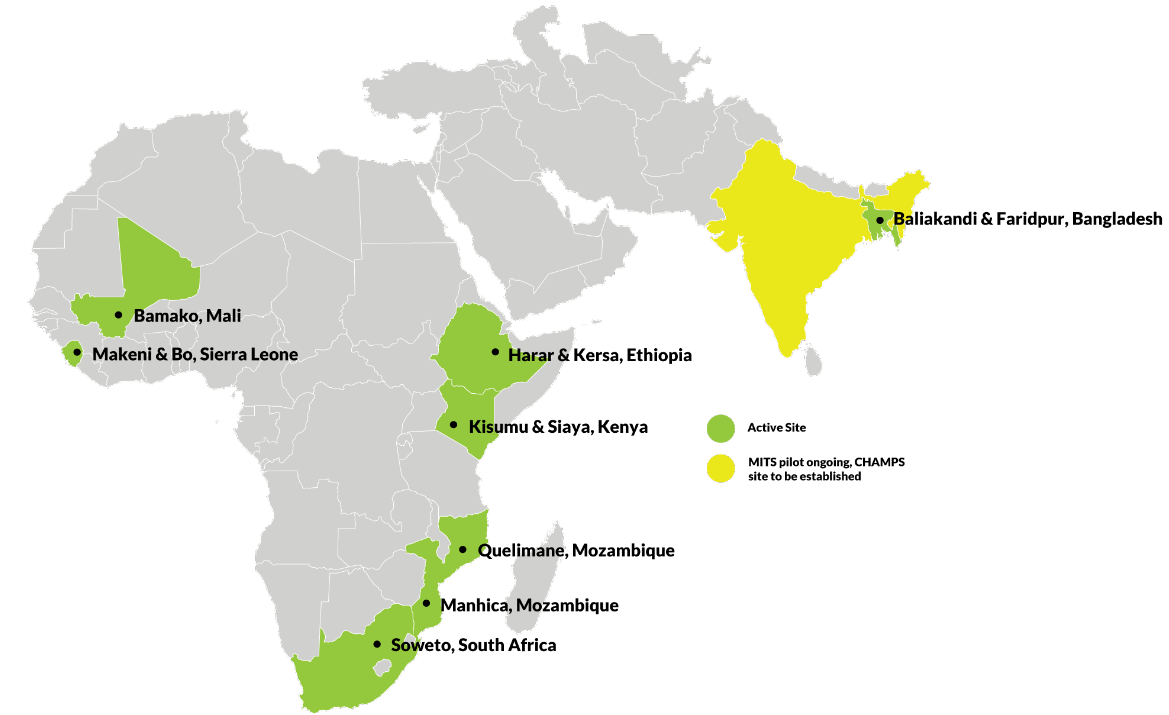 Baliakandi & Faridpur, Bangladesh
Bamako, Mali
Makeni & Bo, Sierra Leone
Harar & Kersa, Ethiopia
Kisumu & Siaya, Kenya
Active Site
MITS pilot ongoing, CHAMPS
site to be established
Quelimane, Mozambique
Manhica, Mozambique
Soweto, South Africa